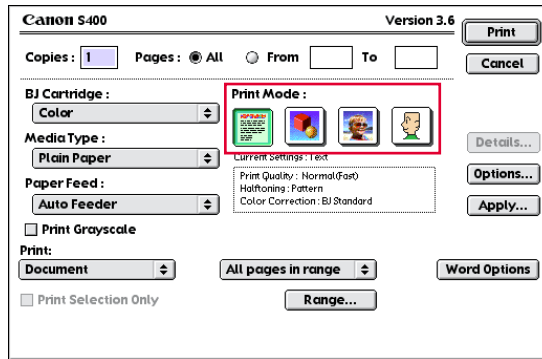 Canon S400 Version 3.6
Print
Copies : 1 Pages : All From To
Cancel
BJ Cartridge :
Color
Print Mode :
Media Type :
Plain Paper
Current Settings : Text
Details...
Print Quality : Normal(Fast)
Halftoning : Pattern
Color Correction : BJ Standard
Options...
Paper Feed :
Auto Feeder
Apply...
Print Grayscale
Print:
Document All pages in range Word Options
Print Selection Only Range...